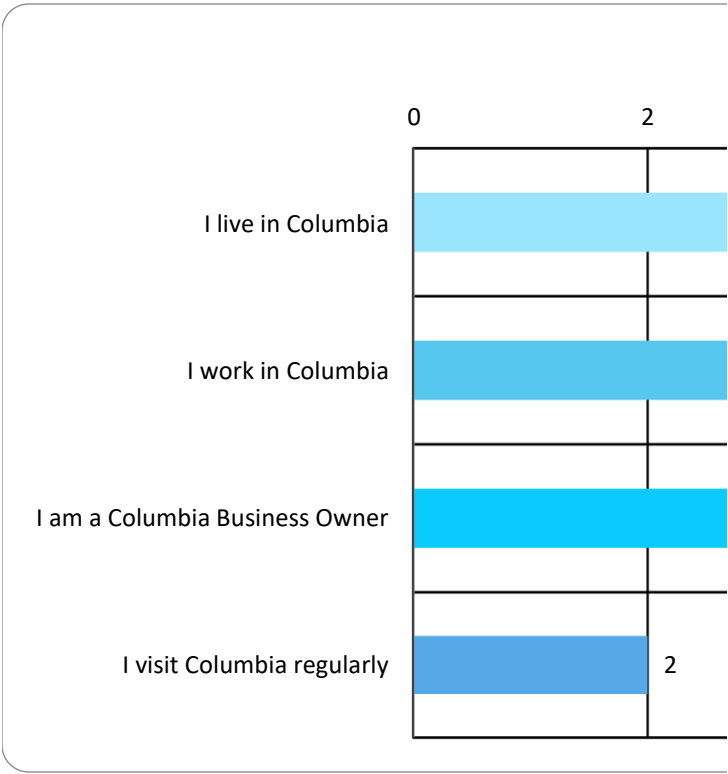 0 2
I live in Columbia
I work in Columbia
I am a Columbia Business Owner
I visit Columbia regularly 2